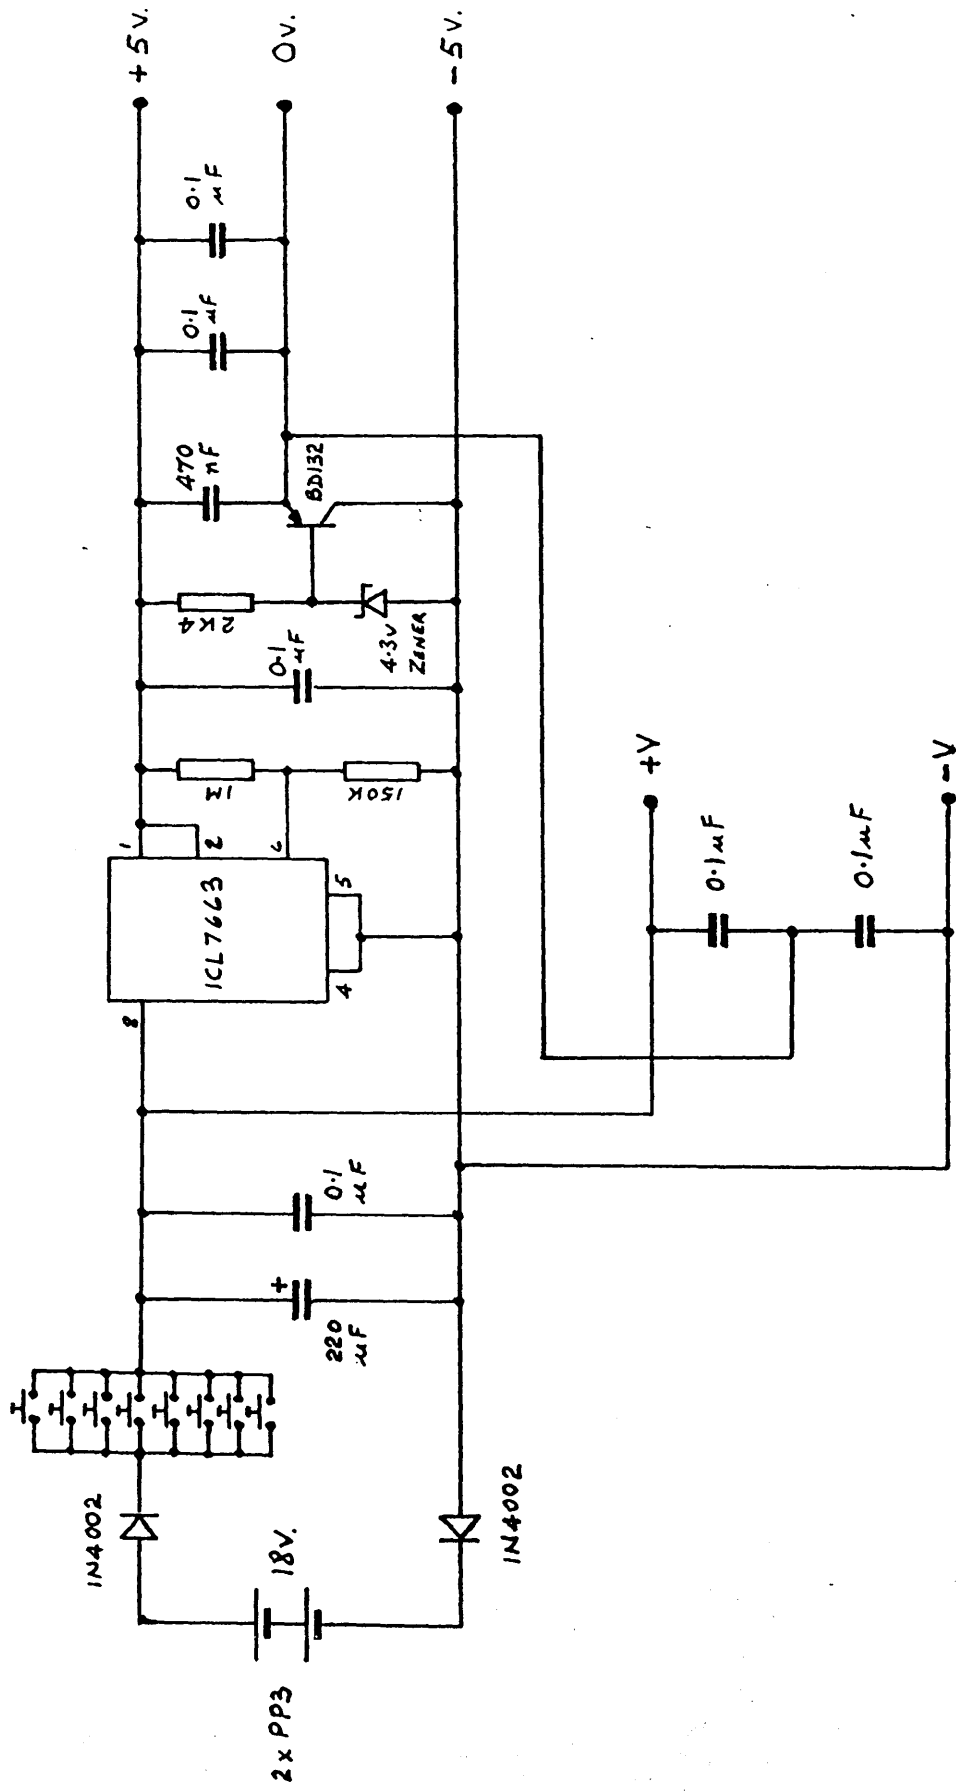 2 x PP3
18V.
1N4002
1N4002
220
µF
+
0.1
µF
8
ICL7663
1
2
6
4
5
1M
150K
0.1
µF
2K4
4.3V
ZENER
BD132
470
nF
0.1
µF
0.1
µF
+5V.
0V.
-5V.
+V
0.1µF
0.1µF
-V